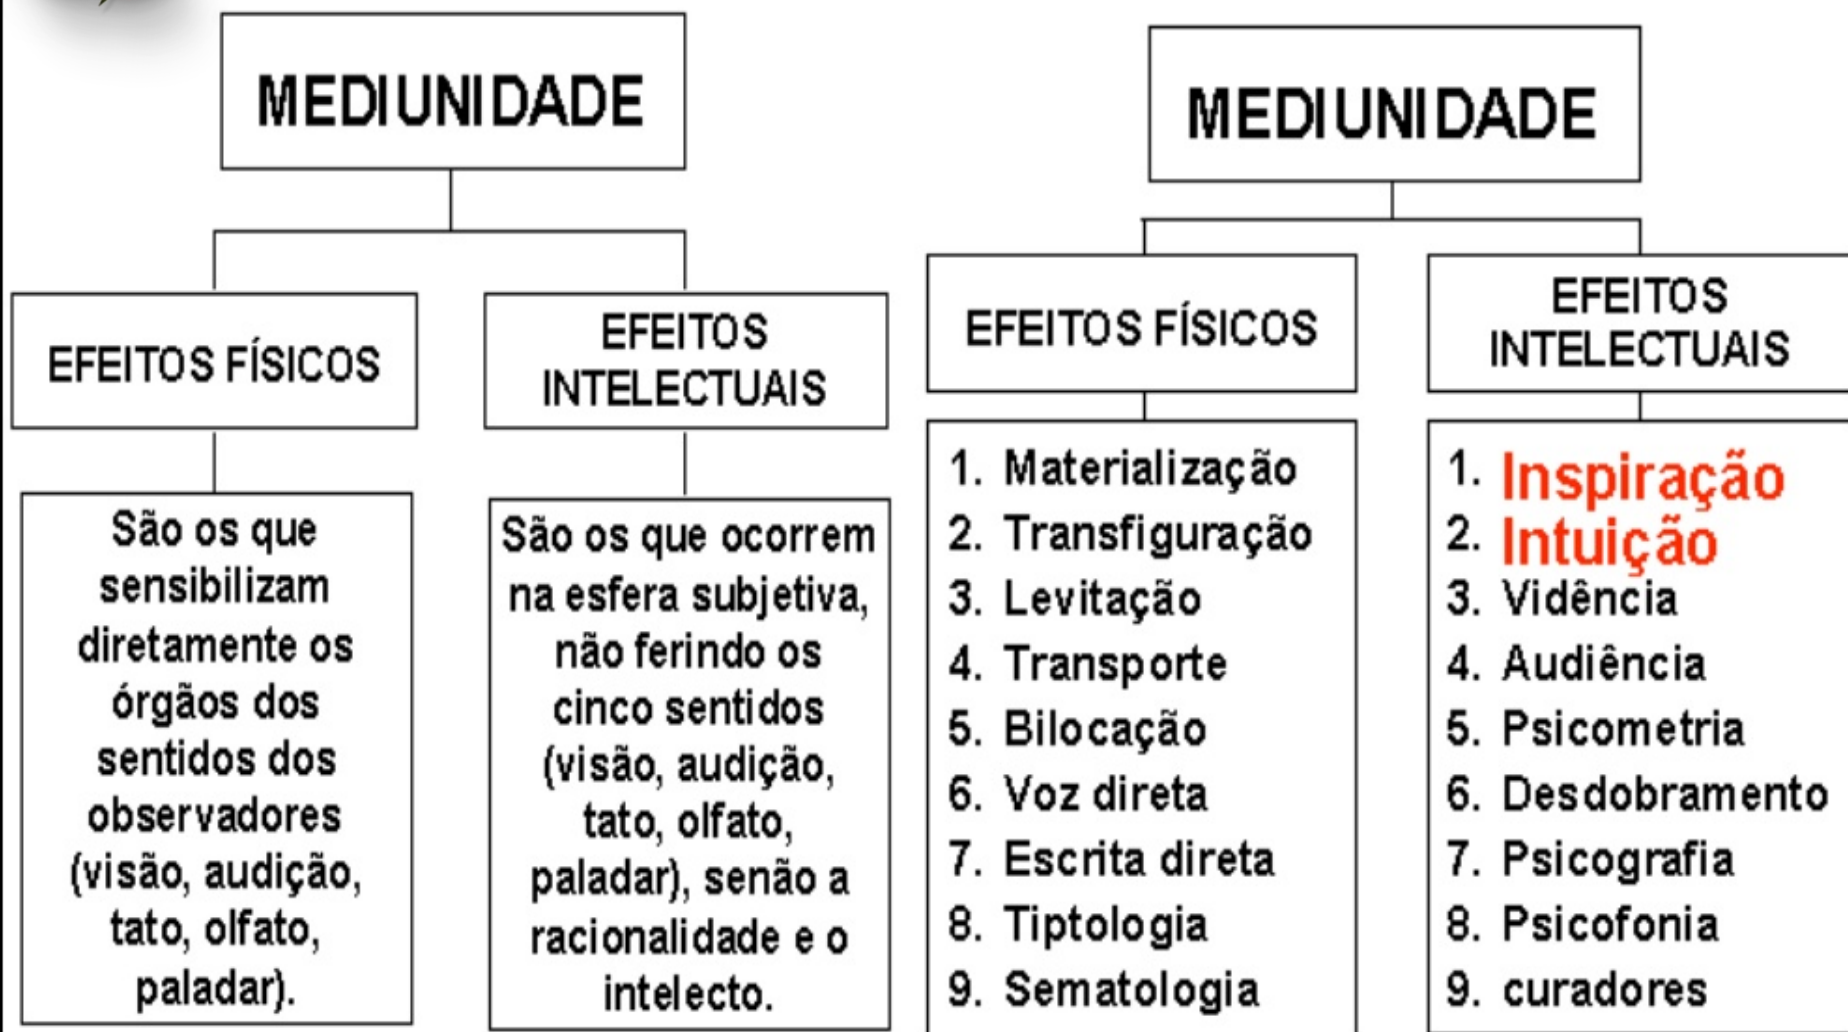 MEDIUNIDADE
EFEITOS FÍSICOS
EFEITOS
INTELECTUAIS
São os que
sensibilizam
diretamente os
órgãos dos
sentidos dos
observadores
(visão, audição,
tato, olfato,
paladar).
São os que ocorrem
na esfera subjetiva,
não ferindo os
cinco sentidos
(visão, audição,
tato, olfato,
paladar), senão a
racionalidade e o
intelecto.
MEDIUNIDADE
EFEITOS FÍSICOS
EFEITOS
INTELECTUAIS
1. Materialização
2. Transfiguração
3. Levitação
4. Transporte
5. Bilocação
6. Voz direta
7. Escrita direta
8. Tiptologia
9. Sematologia
1. Inspiração
2. Intuição
3. Vidência
4. Audiência
5. Psicometria
6. Desdobramento
7. Psicografia
8. Psicofonia
9. curadores